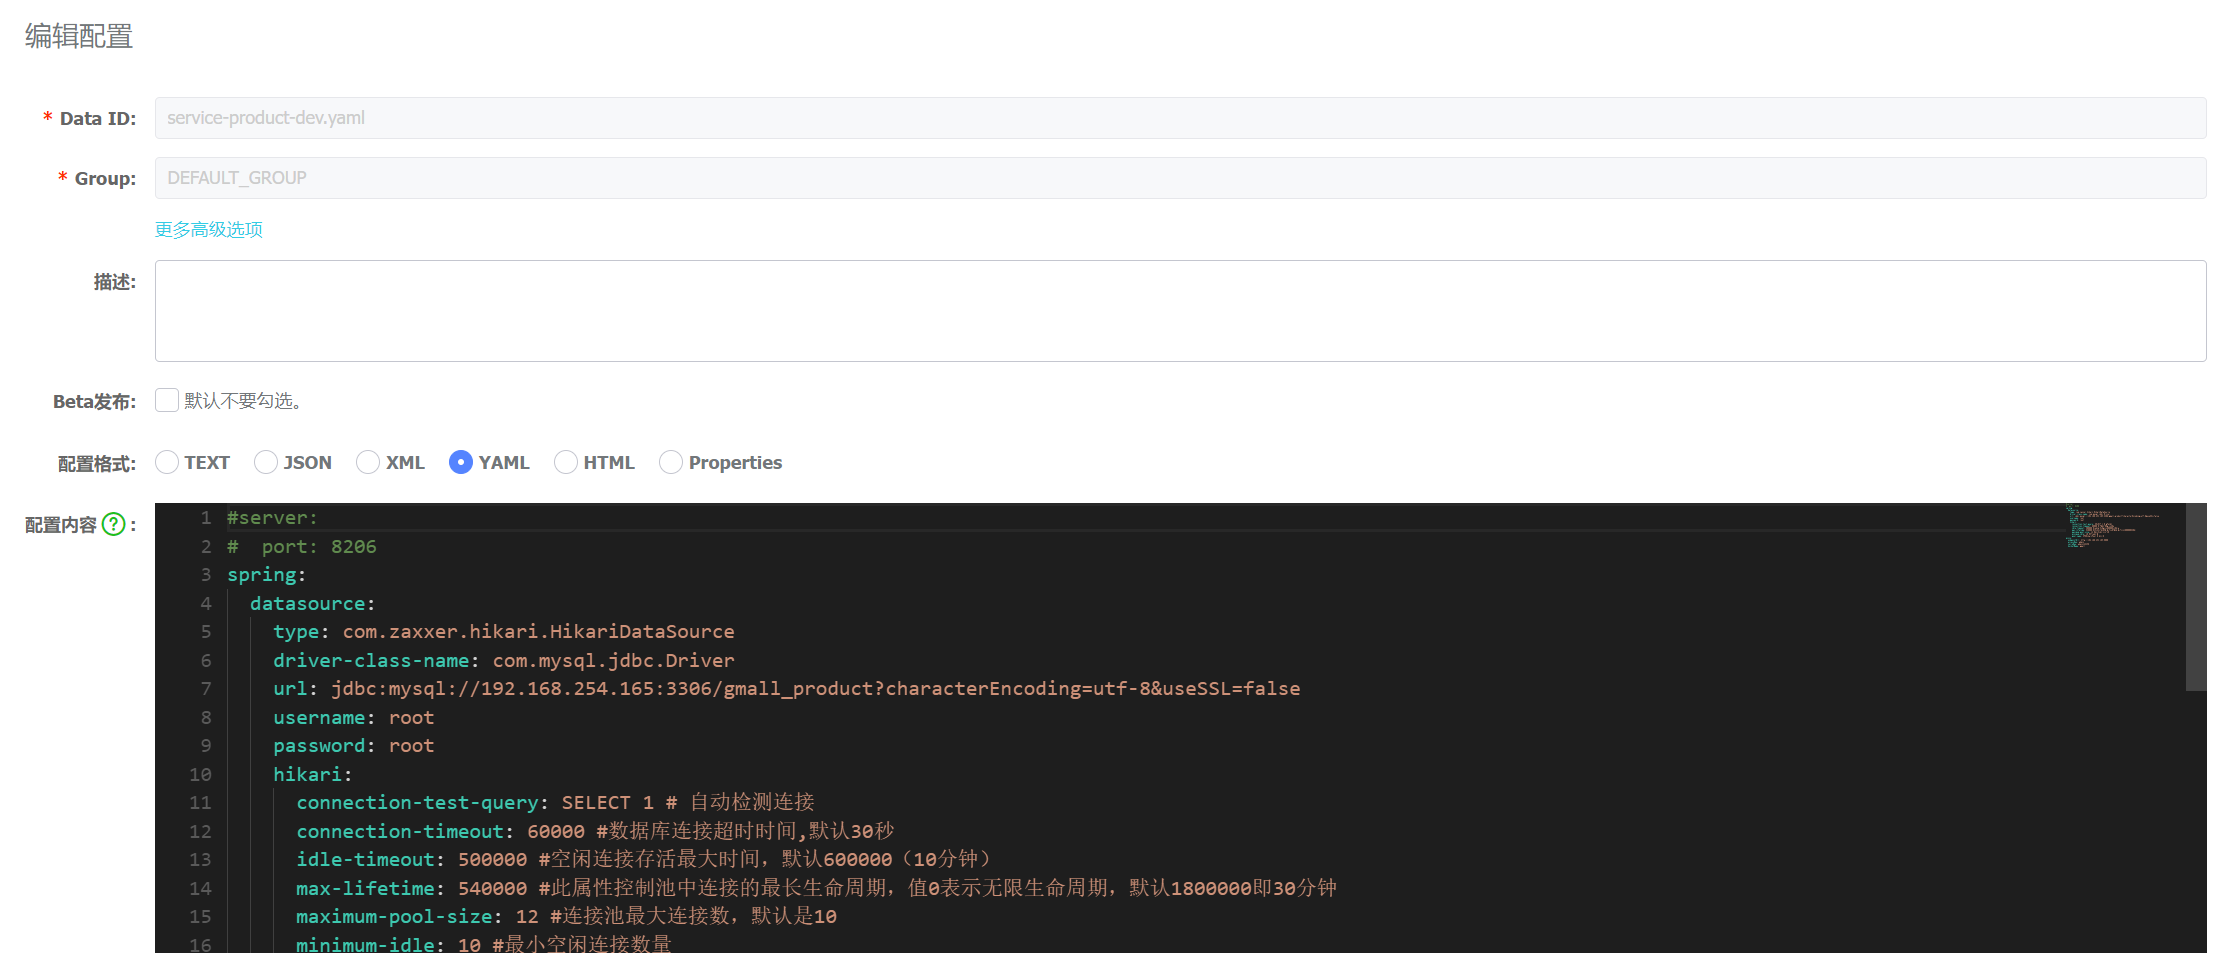 编辑配置
* Data ID: service-product-dev.yaml
* Group: DEFAULT_GROUP
更多高级选项
描述:
Beta发布: 默认不要勾选。
配置格式: TEXT JSON XML YAML HTML Properties
配置内容 ? :
1 #server:
2 #  port: 8206
3 spring:
4   datasource:
5     type: com.zaxxer.hikari.HikariDataSource
6     driver-class-name: com.mysql.jdbc.Driver
7     url: jdbc:mysql://192.168.254.165:3306/gmall_product?characterEncoding=utf-8&useSSL=false
8     username: root
9     password: root
10     hikari:
11       connection-test-query: SELECT 1 # 自动检测连接
12       connection-timeout: 60000 #数据库连接超时时间,默认30秒
13       idle-timeout: 500000 #空闲连接存活最大时间，默认600000（10分钟）
14       max-lifetime: 540000 #此属性控制池中连接的最长生命周期，值0表示无限生命周期，默认1800000即30分钟
15       maximum-pool-size: 12 #连接池最大连接数，默认是10
16       minimum-idle: 10 #最小空闲连接数量